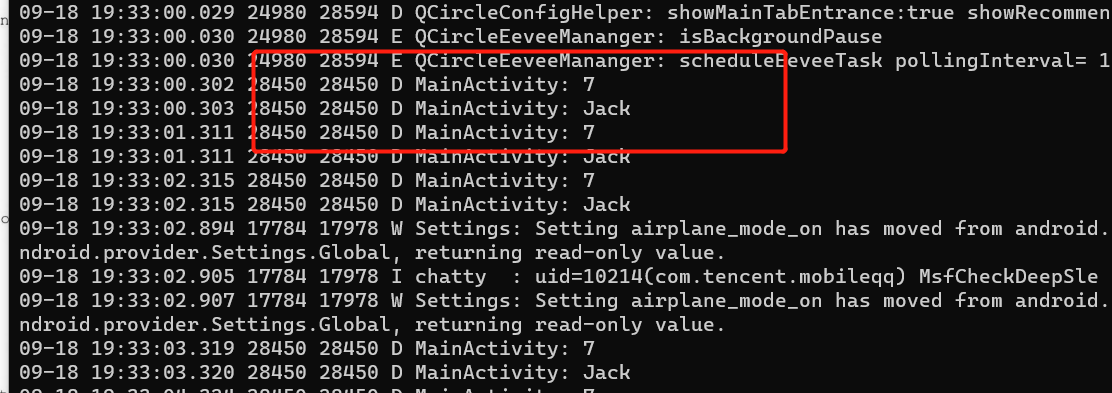 09-18 19:33:00.029 24980 28594 D QCircleConfigHelper: showMainTabEntrance:true showRecommen
09-18 19:33:00.030 24980 28594 E QCircleEeveeMananger: isBackgroundPause
09-18 19:33:00.030 24980 28594 E QCircleEeveeMananger: scheduleEeveeTask pollingInterval= 1
09-18 19:33:00.302 28450 28450 D MainActivity: 7
09-18 19:33:00.303 28450 28450 D MainActivity: Jack
09-18 19:33:01.311 28450 28450 D MainActivity: 7
09-18 19:33:01.311 28450 28450 D MainActivity: Jack
09-18 19:33:02.315 28450 28450 D MainActivity: 7
09-18 19:33:02.315 28450 28450 D MainActivity: Jack
09-18 19:33:02.894 17784 17978 W Settings: Setting airplane_mode_on has moved from android.
ndroid.provider.Settings.Global, returning read-only value.
09-18 19:33:02.905 17784 17978 I chatty  : uid=10214(com.tencent.mobileqq) MsfCheckDeepSle
09-18 19:33:02.907 17784 17978 W Settings: Setting airplane_mode_on has moved from android.
ndroid.provider.Settings.Global, returning read-only value.
09-18 19:33:03.319 28450 28450 D MainActivity: 7
09-18 19:33:03.320 28450 28450 D MainActivity: Jack